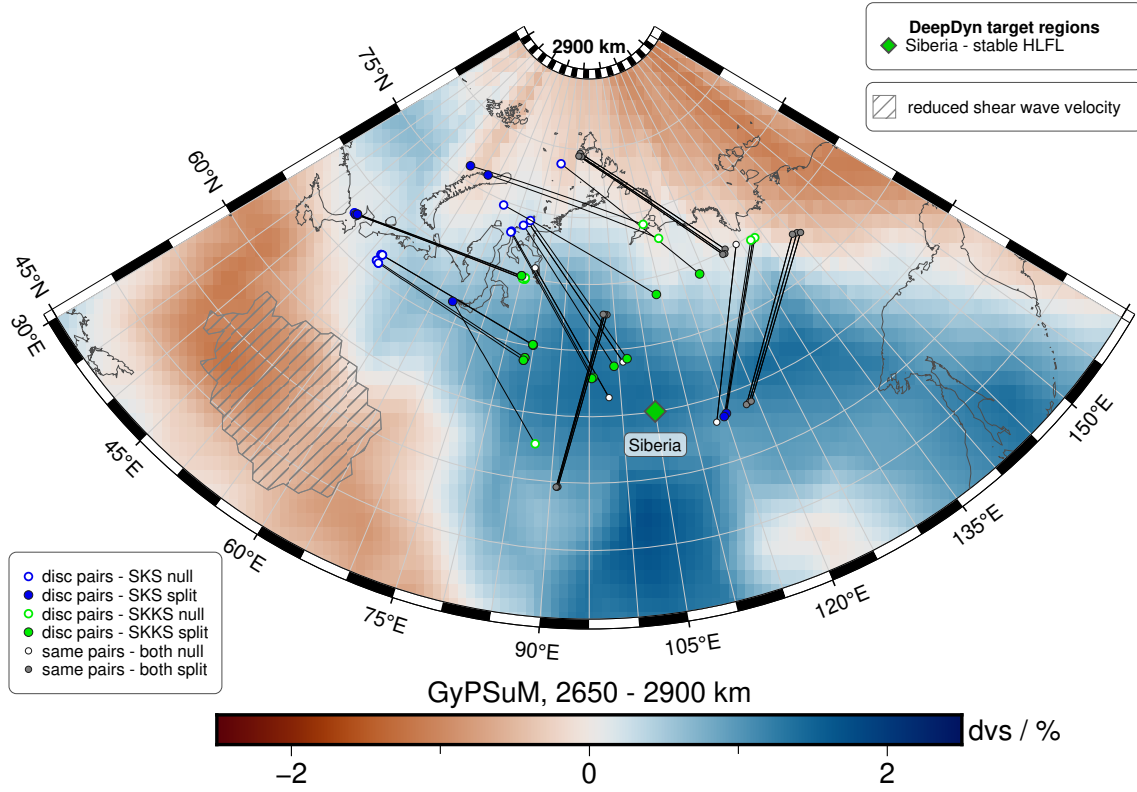 2900 km
DeepDyn target regions
Siberia - stable HLFL
reduced shear wave velocity
75°N
60°N
45°N
30°E
45°E
60°E
75°E
90°E
105°E
120°E
135°E
150°E
Siberia
disc pairs - SKS null
disc pairs - SKS split
disc pairs - SKKS null
disc pairs - SKKS split
same pairs - both null
same pairs - both split
GyPSuM, 2650 - 2900 km
dvs / %
−2
0
2